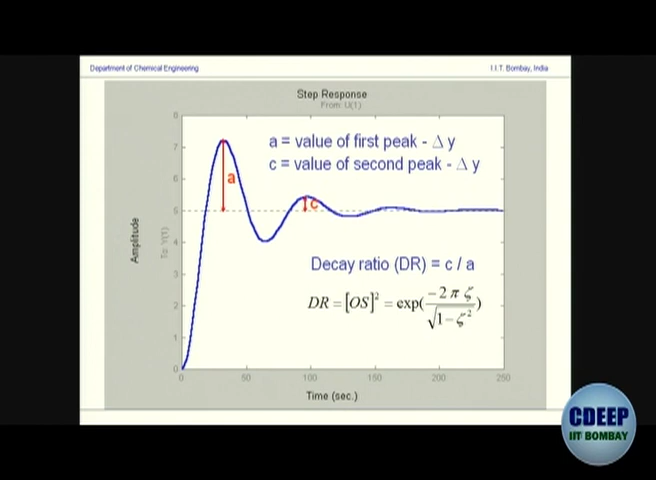 Department of Chemical Engineering
I.I.T. Bombay, India
Step Response
From: U(1)
a = value of first peak - Δ y
c = value of second peak - Δ y
a
c
Decay ratio (DR) = c / a
DR = [OS]² = exp(−2 π ζ / √1 − ζ²)
Amplitude
To: Y(1)
8
7
6
5
4
3
2
1
0
0 50 100 150 200 250
Time (sec.)
CDEEP
IIT BOMBAY